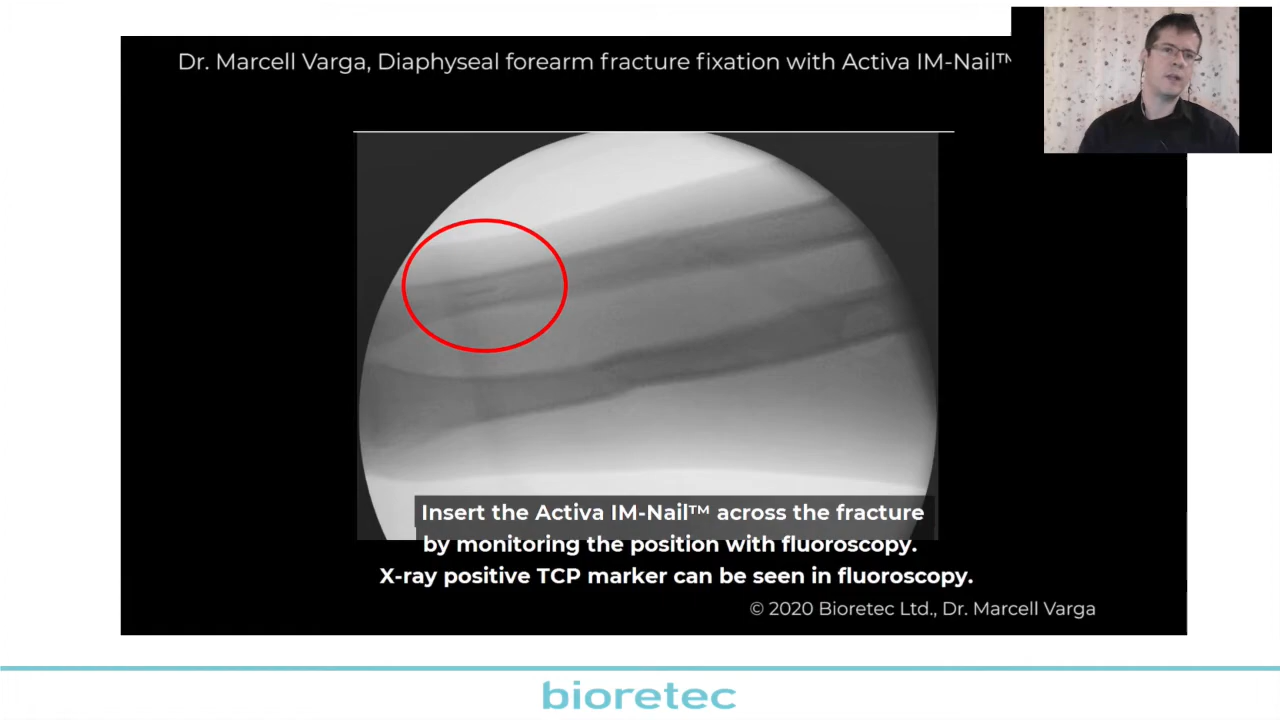 Dr. Marcell Varga, Diaphyseal forearm fracture fixation with Activa IM-Nail™
Insert the Activa IM-Nail™ across the fracture
by monitoring the position with fluoroscopy.
X-ray positive TCP marker can be seen in fluoroscopy.
© 2020 Bioretec Ltd., Dr. Marcell Varga
bioretec